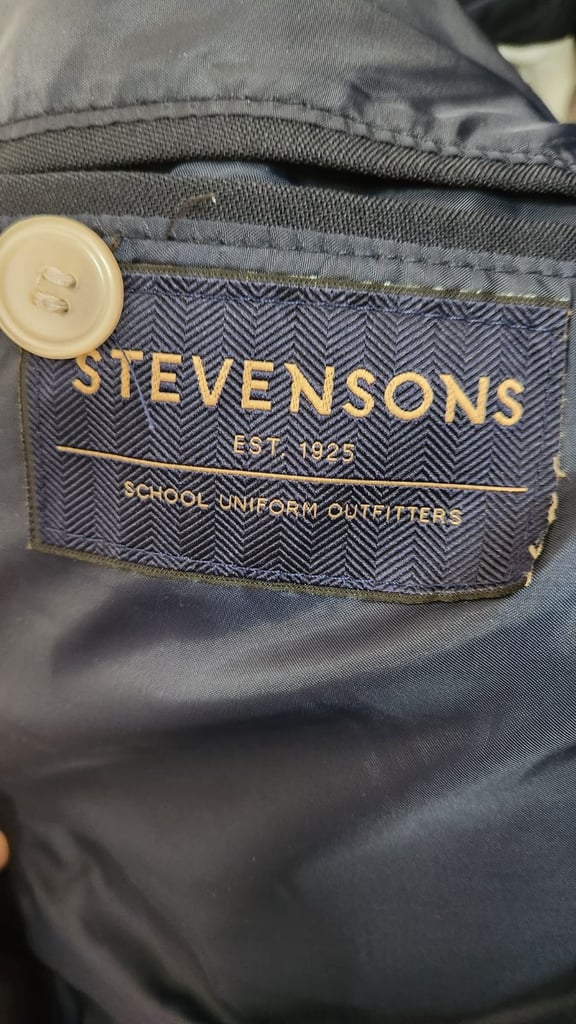 STEVENSONS
EST. 1925
SCHOOL UNIFORM OUTFITTERS